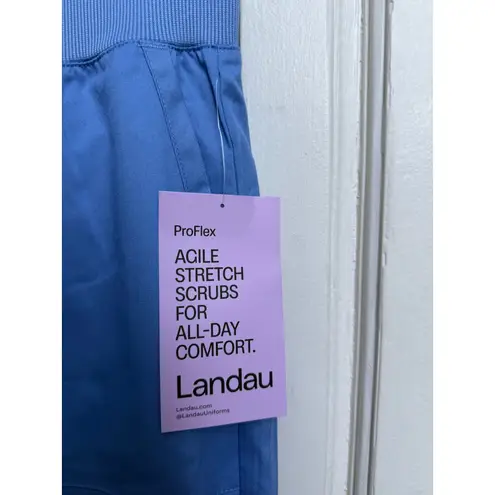 ProFlex
AGILE
STRETCH
SCRUBS
FOR
ALL-DAY
COMFORT.
Landau
Landau.com
@LandauUniforms